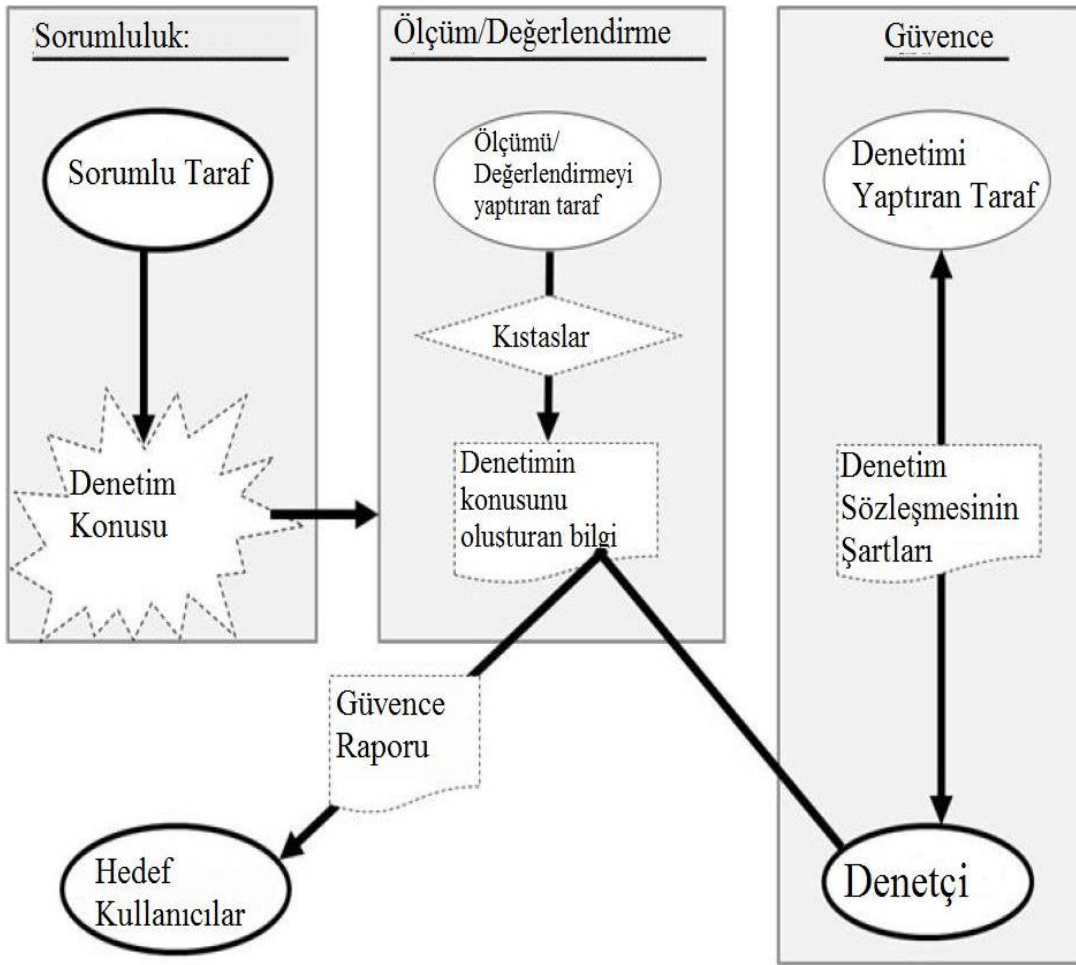 Sorumluluk:
Ölçüm/Değerlendirme
Güvence
Sorumlu Taraf
Ölçümü/
Değerlendirmeyi
yaptıran taraf
Denetimi
Yaptıran Taraf
Kıstaslar
Denetim
Konusu
Denetimin
konusunu
olusturan bilgi
Denetim
Sözleşmesinin
Şartları
Güvence
Raporu
Hedef
Kullanıcılar
Denetçi